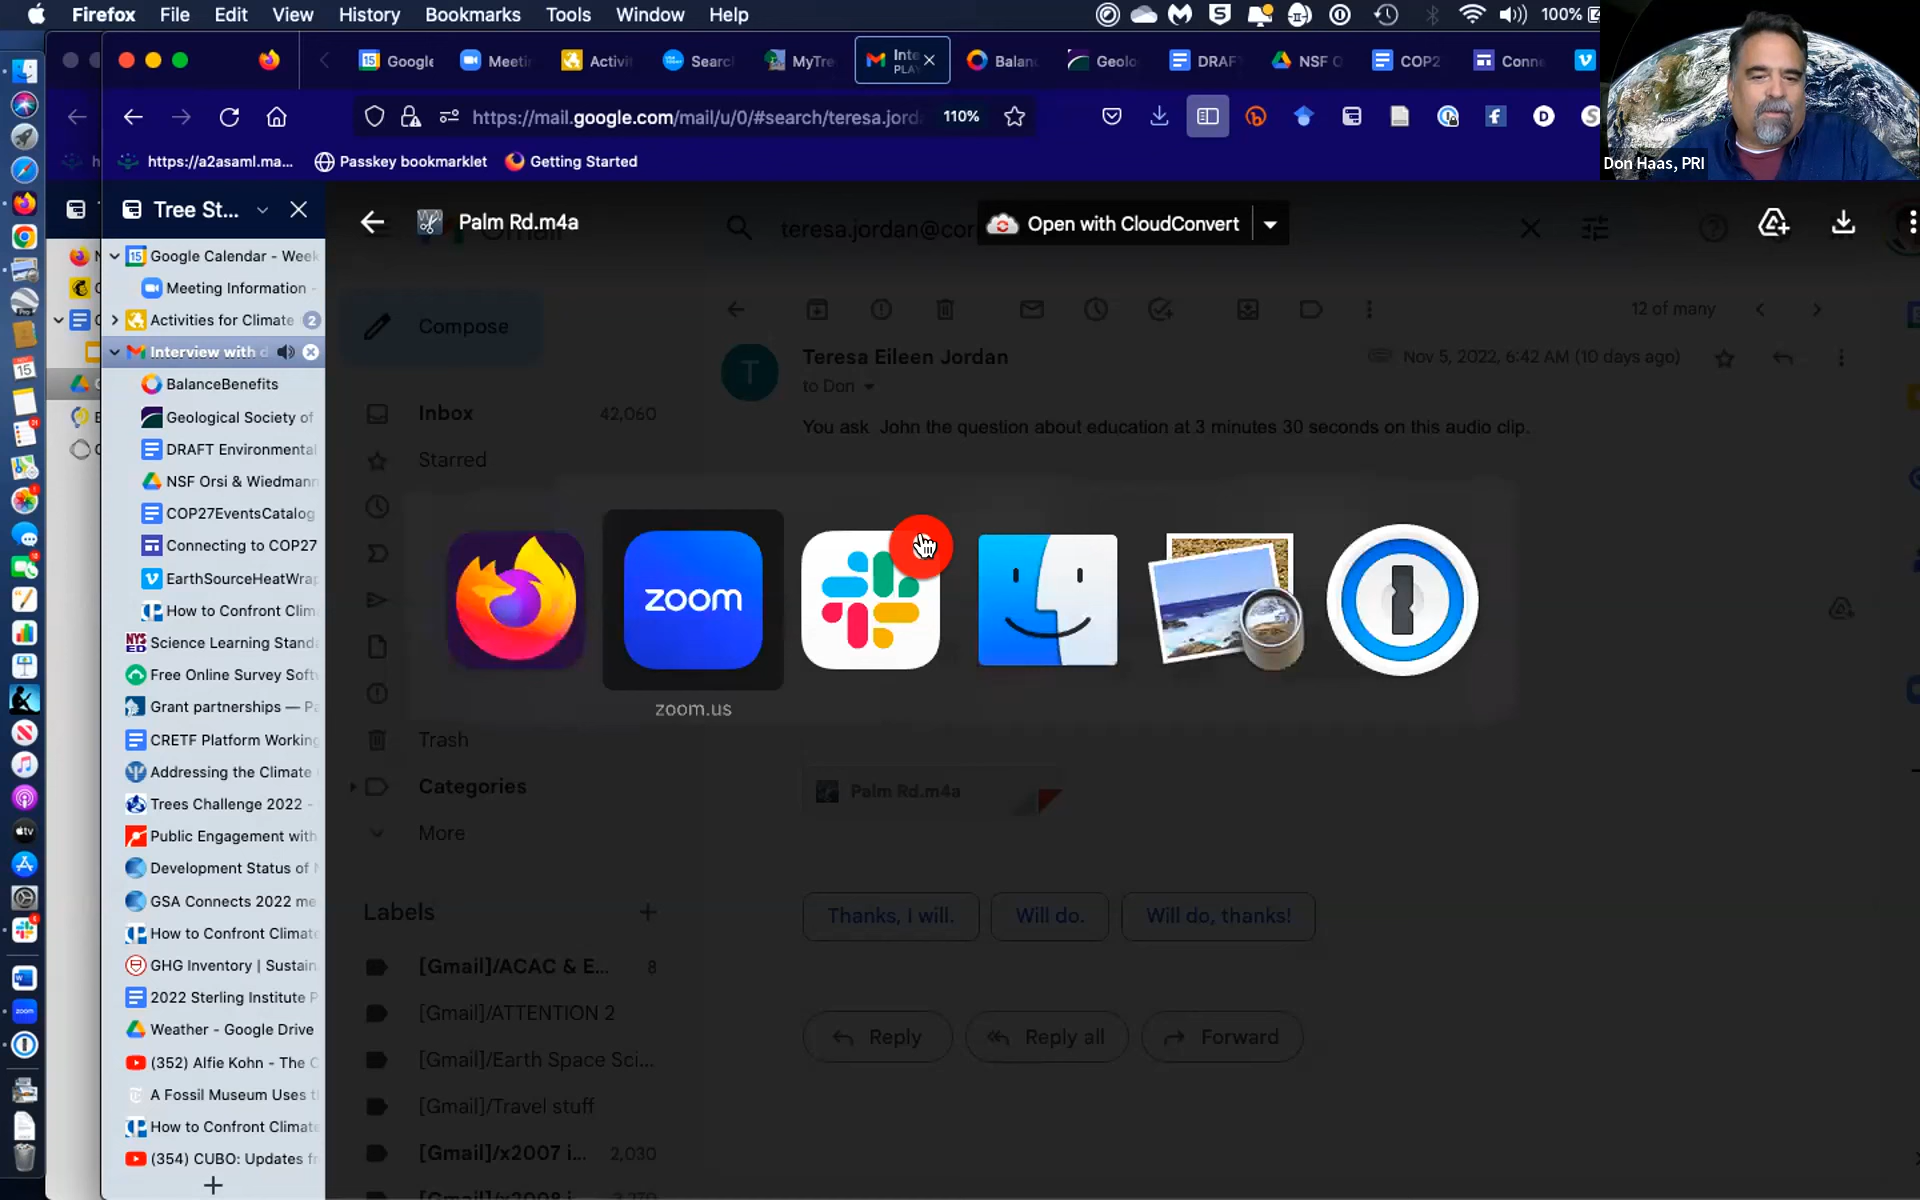 Firefox File Edit View History Bookmarks Tools Window Help
100%
Google
Meeti
Activi
Searc
MyTre
Inte
PLAY
Balan
Geolo
DRAF
NSF O
COP2
Conne
https://mail.google.com/mail/u/0/#search/teresa.jord
110%
https://a2asaml.ma...
Passkey bookmarklet
Getting Started
Don Haas, PRI
Tree St...
Palm Rd.m4a
teresa.jordan@cor
Open with CloudConvert
Google Calendar - Week
Meeting Information -
Activities for Climate
2
Interview with d
BalanceBenefits
Geological Society of
DRAFT Environmental
NSF Orsi & Wiedmann
COP27EventsCatalog
Connecting to COP27
EarthSourceHeatWrap
How to Confront Clim
Science Learning Stand
Free Online Survey Soft
Grant partnerships — Pa
CRETF Platform Working
Addressing the Climate
Trees Challenge 2022 -
Public Engagement with
Development Status of
GSA Connects 2022 me
How to Confront Climate
GHG Inventory | Sustain
2022 Sterling Institute P
Weather - Google Drive
(352) Alfie Kohn - The C
A Fossil Museum Uses t
How to Confront Climate
(354) CUBO: Updates fr
Compose
Inbox 42,060
Starred
Trash
Categories
More
Labels
[Gmail]/ACAC & E... 8
[Gmail]/ATTENTION 2
[Gmail]/Earth Space Sci...
[Gmail]/Travel stuff
[Gmail]/x2007 i... 2,030
12 of many
T
Teresa Eileen Jordan
Nov 5, 2022, 6:42 AM (10 days ago)
to Don
You ask John the question about education at 3 minutes 30 seconds on this audio clip.
zoom
zoom.us
Palm Rd.m4a
Thanks, I will.
Will do.
Will do, thanks!
Reply
Reply all
Forward